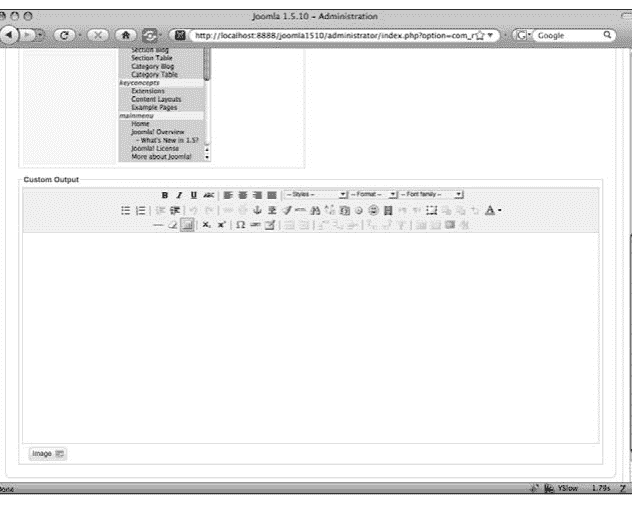 Joomla 1.5.10 – Administration
http://localhost:8888/joomla1510/administrator/index.php?option=com_r
Google
Section Blog
Section Table
Category Blog
Category Table
keyconcepts
Extensions
Content Layouts
Example Pages
mainmenu
Home
Joomla! Overview
- What's New in 1.5?
Joomla! License
More about Joomla!
Custom Output
B I U ABC -- Styles -- -- Format -- -- Font family --
Image
Done YSlow 1.79s